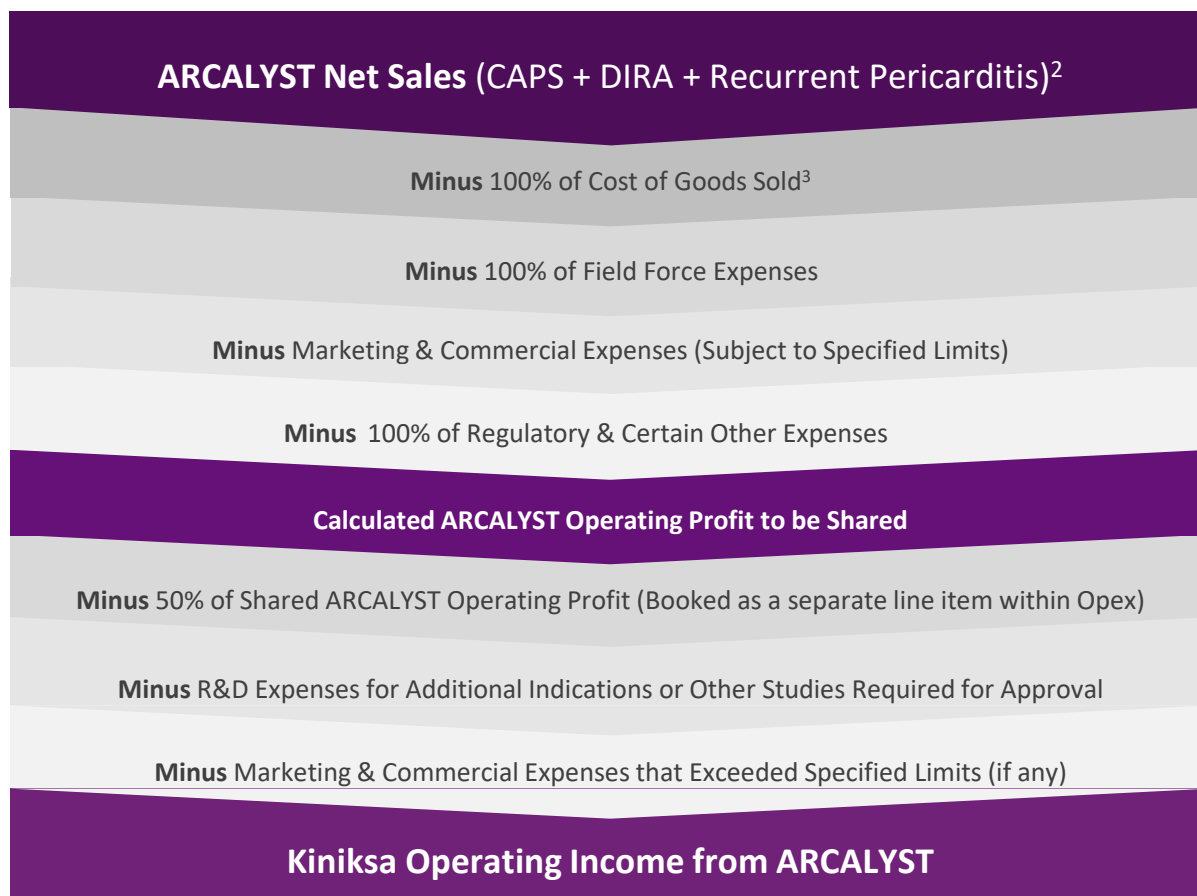 ARCALYST Net Sales (CAPS + DIRA + Recurrent Pericarditis)²
Minus 100% of Cost of Goods Sold³
Minus 100% of Field Force Expenses
Minus Marketing & Commercial Expenses (Subject to Specified Limits)
Minus 100% of Regulatory & Certain Other Expenses
Calculated ARCALYST Operating Profit to be Shared
Minus 50% of Shared ARCALYST Operating Profit (Booked as a separate line item within Opex)
Minus R&D Expenses for Additional Indications or Other Studies Required for Approval
Minus Marketing & Commercial Expenses that Exceeded Specified Limits (if any)
Kiniksa Operating Income from ARCALYST